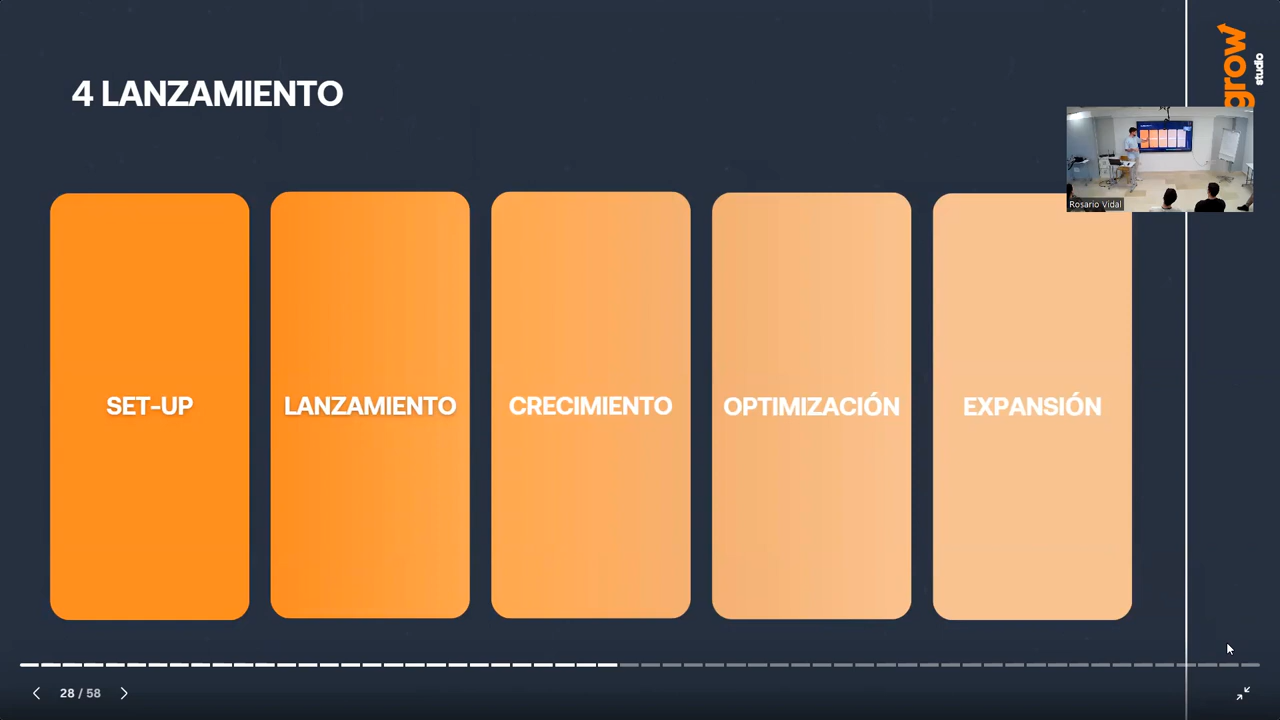 4 LANZAMIENTO
grow
studio
Rosario Vidal
SET-UP
LANZAMIENTO
CRECIMIENTO
OPTIMIZACIÓN
EXPANSIÓN
28 / 58